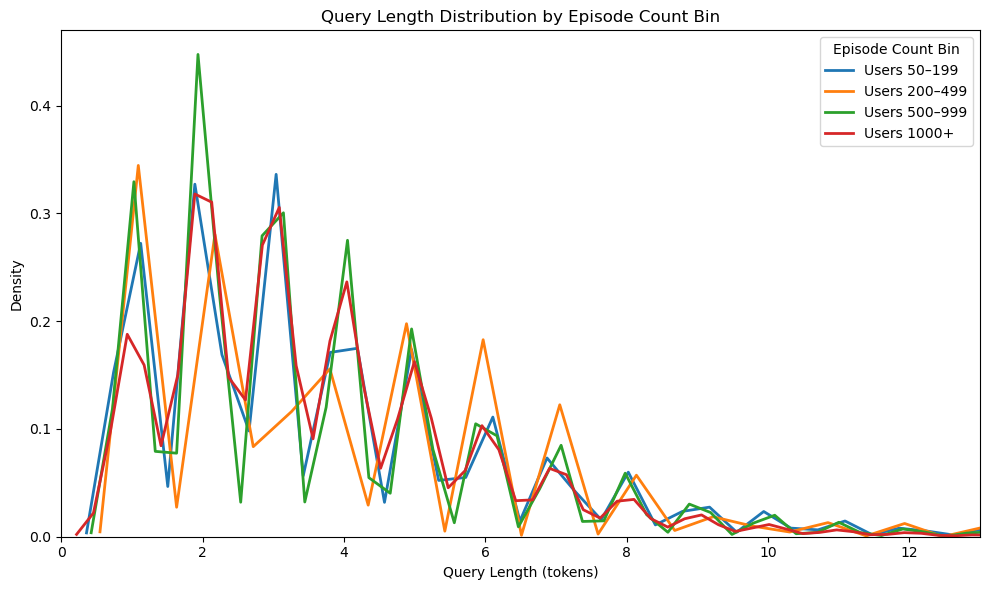 Query Length Distribution by Episode Count Bin
Episode Count Bin
Users 50–199
Users 200–499
Users 500–999
Users 1000+
Density
0.4
0.3
0.2
0.1
0.0
0 2 4 6 8 10 12
Query Length (tokens)